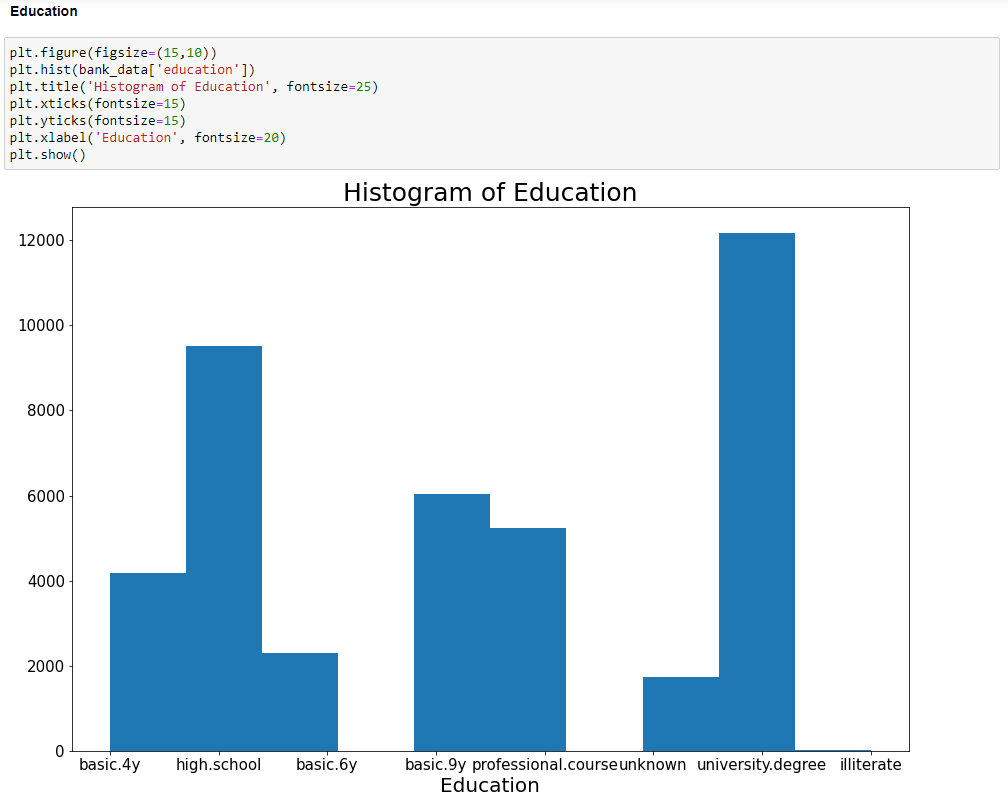 Education
plt.figure(figsize=(15,10))
plt.hist(bank_data['education'])
plt.title('Histogram of Education', fontsize=25)
plt.xticks(fontsize=15)
plt.yticks(fontsize=15)
plt.xlabel('Education', fontsize=20)
plt.show()
Histogram of Education
12000
10000
8000
6000
4000
2000
0
basic.4y high.school basic.6y basic.9y professional.course unknown university.degree illiterate
Education